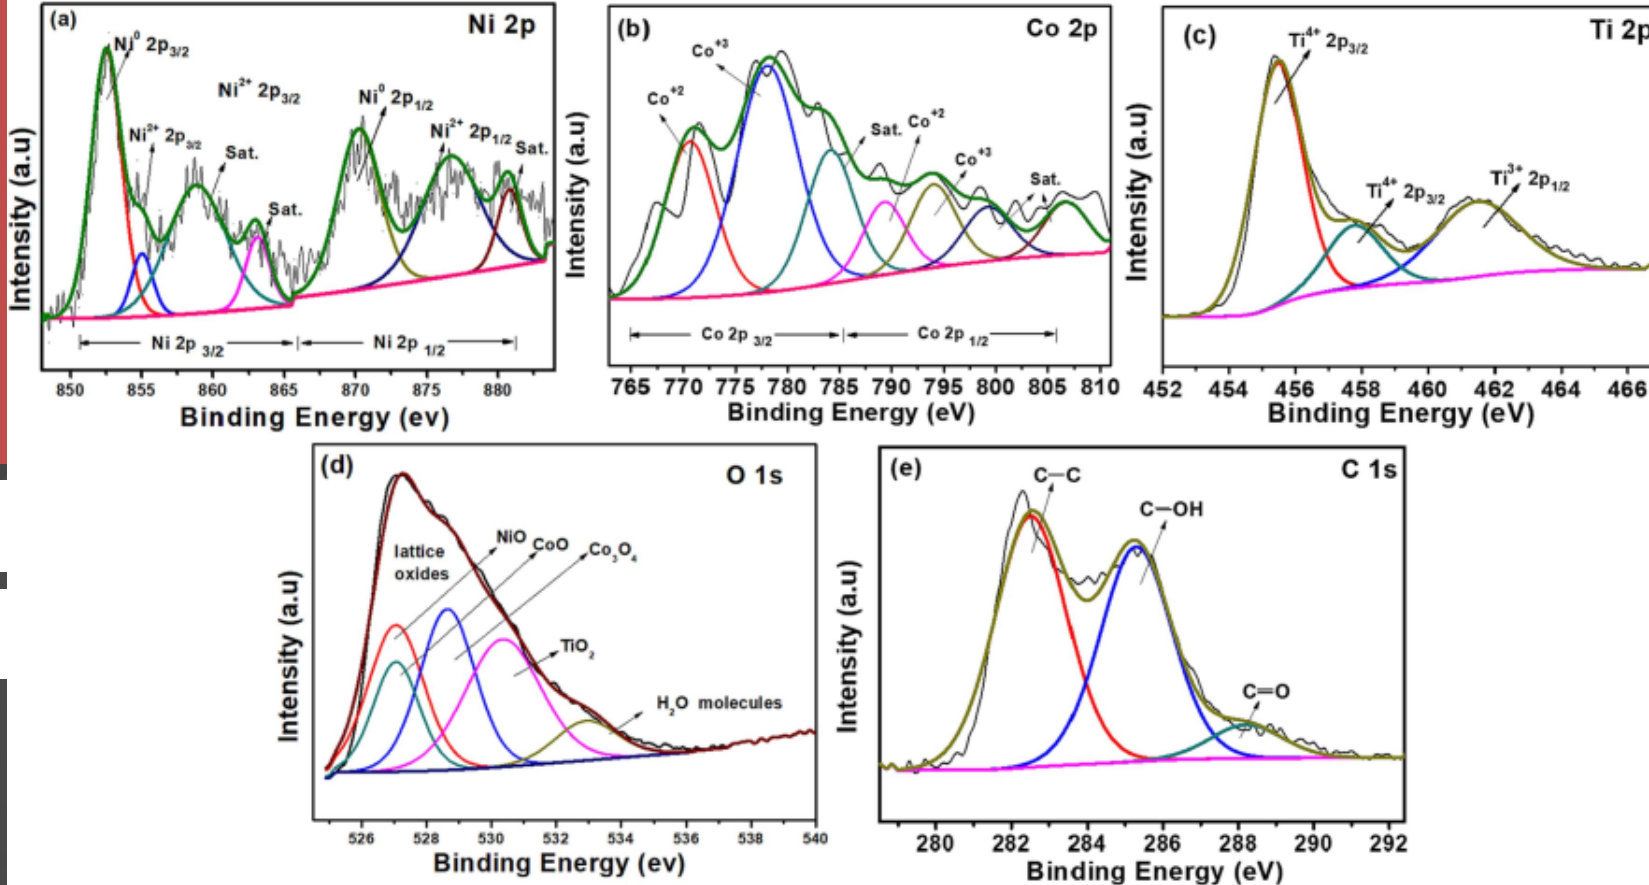 (a)
Ni 2p
Ni⁰ 2p₃/₂
Ni²⁺ 2p₃/₂
Ni²⁺ 2p₃/₂
Sat.
Sat.
Ni⁰ 2p₁/₂
Ni²⁺ 2p₁/₂
Sat.
Ni 2p ₃/₂
Ni 2p ₁/₂
Intensity (a.u)
850 855 860 865 870 875 880
Binding Energy (ev)
(b)
Co 2p
Co⁺²
Co⁺³
Sat.
Co⁺²
Co⁺³
Sat.
Co 2p ₃/₂
Co 2p ₁/₂
Intensity (a.u)
765 770 775 780 785 790 795 800 805 810
Binding Energy (eV)
(c)
Ti 2p
Ti⁴⁺ 2p₃/₂
Ti⁴⁺ 2p₃/₂
Ti³⁺ 2p₁/₂
Intensity (a.u)
452 454 456 458 460 462 464 466
Binding Energy (eV)
(d)
O 1s
lattice
oxides
NiO
CoO
Co₃O₄
TiO₂
H₂O molecules
Intensity (a.u)
526 528 530 532 534 536 538 540
Binding Energy (ev)
(e)
C 1s
C–C
C–OH
C=O
Intensity (a.u)
280 282 284 286 288 290 292
Binding Energy (eV)